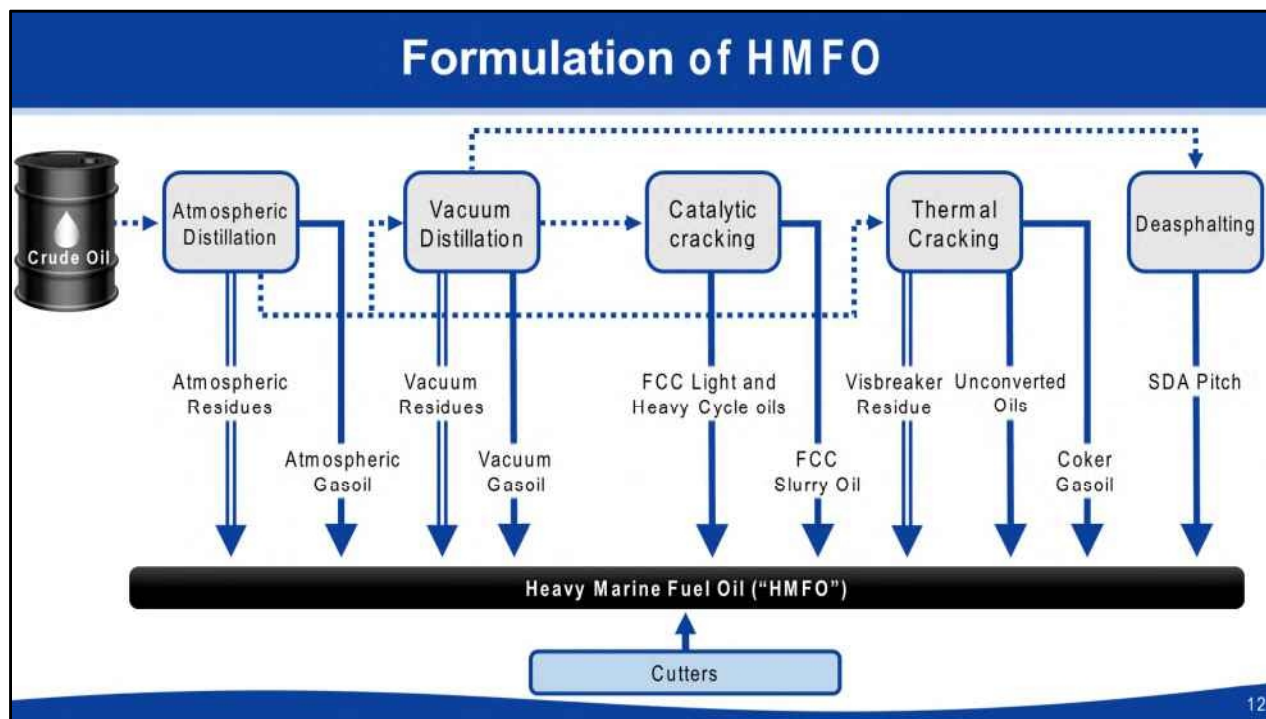 Formulation of HMFO
Crude Oil
Atmospheric
Distillation
Vacuum
Distillation
Catalytic
cracking
Thermal
Cracking
Deasphalting
Atmospheric
Residues
Atmospheric
Gasoil
Vacuum
Residues
Vacuum
Gasoil
FCC Light and
Heavy Cycle oils
FCC
Slurry Oil
Visbreaker
Residue
Unconverted
Oils
Coker
Gasoil
SDA Pitch
Heavy Marine Fuel Oil (“HMFO”)
Cutters
12